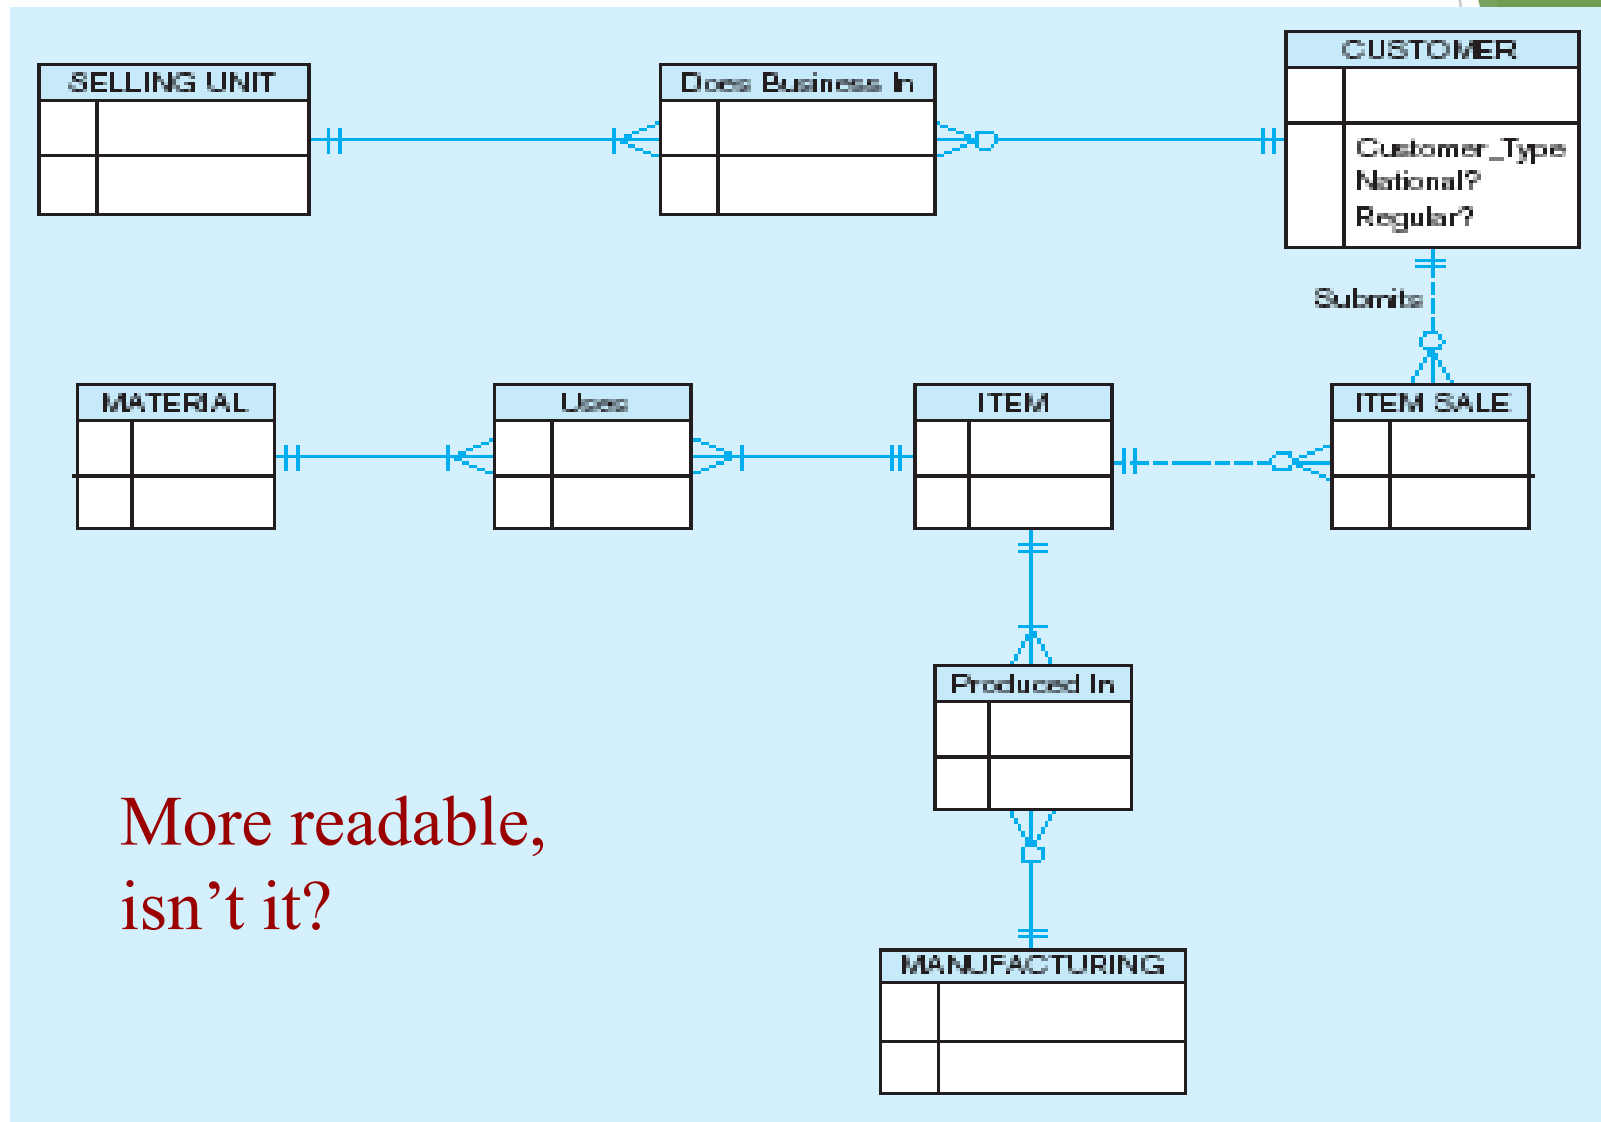 SELLING UNIT
Does Business In
CUSTOMER
Customer_Type
National?
Regular?
Submits
MATERIAL
Uses
ITEM
ITEM SALE
Produced In
More readable,
isn’t it?
MANUFACTURING